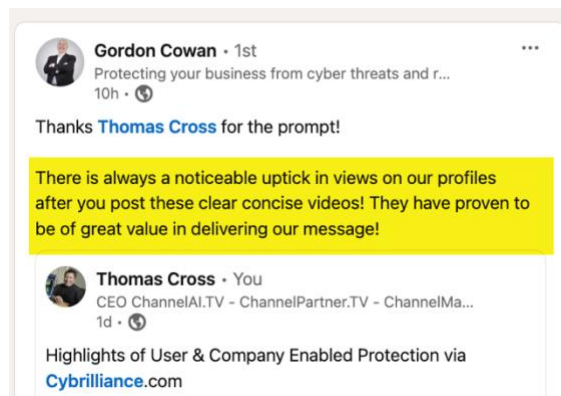 Gordon Cowan • 1st
Protecting your business from cyber threats and r...
10h •
Thanks Thomas Cross for the prompt!
There is always a noticeable uptick in views on our profiles
after you post these clear concise videos! They have proven to
be of great value in delivering our message!
Thomas Cross • You
CEO ChannelAI.TV - ChannelPartner.TV - ChannelMa...
1d •
Highlights of User & Company Enabled Protection via
Cybrilliance.com